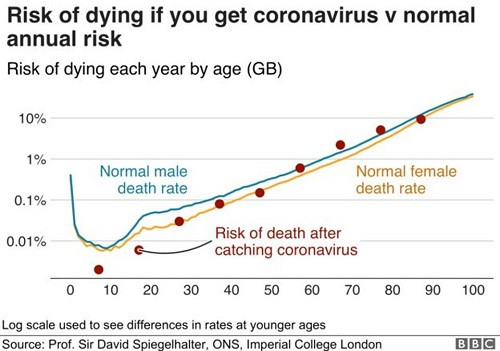 Risk of dying if you get coronavirus v normal
annual risk
Risk of dying each year by age (GB)
10%
1%
0.1%
0.01%
Normal male
death rate
Normal female
death rate
Risk of death after
catching coronavirus
0 10 20 30 40 50 60 70 80 90 100
Log scale used to see differences in rates at younger ages
Source: Prof. Sir David Spiegelhalter, ONS, Imperial College London
BBC